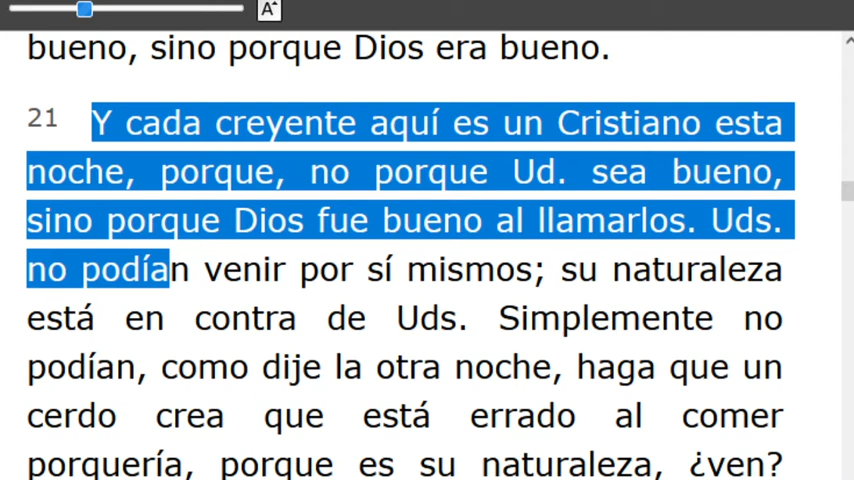 A
bueno, sino porque Dios era bueno.
21 Y cada creyente aquí es un Cristiano esta
noche, porque, no porque Ud. sea bueno,
sino porque Dios fue bueno al llamarlos. Uds.
no podían venir por sí mismos; su naturaleza
está en contra de Uds. Simplemente no
podían, como dije la otra noche, haga que un
cerdo crea que está errado al comer
porquería, porque es su naturaleza, ¿ven?